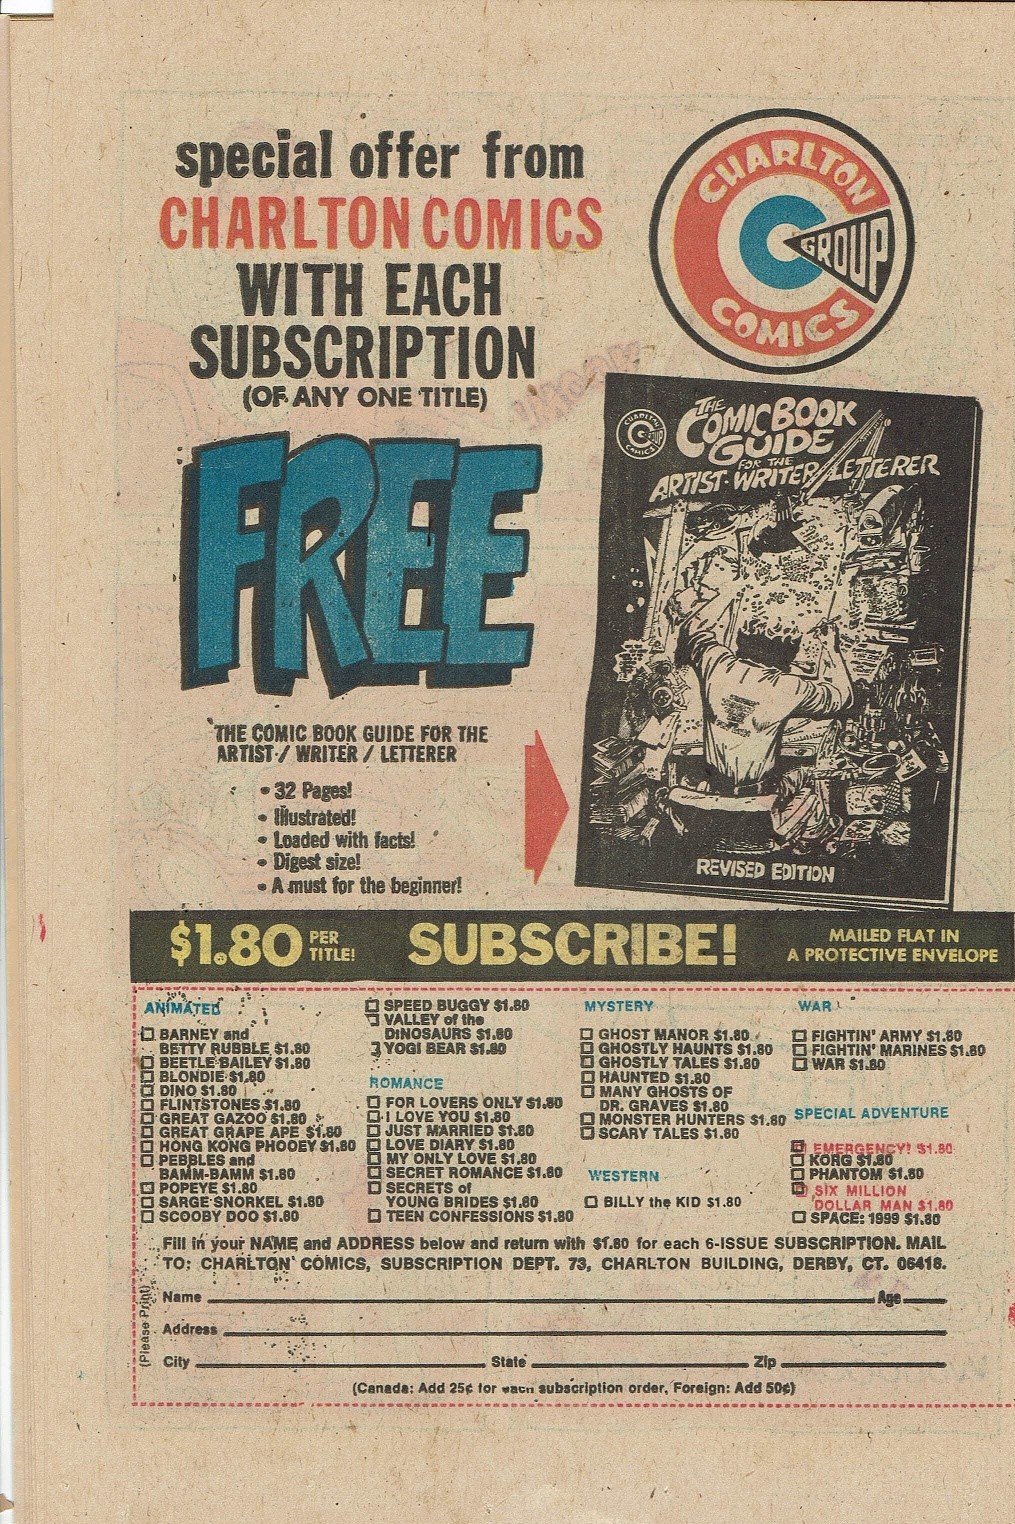 special offer from
CHARLTON COMICS
WITH EACH
SUBSCRIPTION
(OF ANY ONE TITLE)
FREE
CHARLTON
COMICS
GROUP
C
THE
COMIC BOOK
GUIDE
FOR THE
ARTIST·WRITER/LETTERER
CHARLTON
COMICS
GROUP
REVISED EDITION
THE COMIC BOOK GUIDE FOR THE
ARTIST / WRITER / LETTERER
• 32 Pages!
• Illustrated!
• Loaded with facts!
• Digest size!
• A must for the beginner!
$1.80 PER
TITLE!
SUBSCRIBE!
MAILED FLAT IN
A PROTECTIVE ENVELOPE
ANIMATED
BARNEY and
BETTY RUBBLE $1.80
BEETLE BAILEY $1.80
BLONDIE $1.80
DINO $1.80
FLINTSTONES $1.80
GREAT GAZOO $1.80
GREAT GRAPE APE $1.80
HONG KONG PHOOEY $1.80
PEBBLES and
BAMM-BAMM $1.80
POPEYE $1.80
SARGE SNORKEL $1.80
SCOOBY DOO $1.80
SPEED BUGGY $1.80
VALLEY of the
DINOSAURS $1.80
YOGI BEAR $1.80
ROMANCE
FOR LOVERS ONLY $1.80
I LOVE YOU $1.80
JUST MARRIED $1.80
LOVE DIARY $1.80
MY ONLY LOVE $1.80
SECRET ROMANCE $1.80
SECRETS of
YOUNG BRIDES $1.80
TEEN CONFESSIONS $1.80
MYSTERY
GHOST MANOR $1.80
GHOSTLY HAUNTS $1.80
GHOSTLY TALES $1.80
HAUNTED $1.80
MANY GHOSTS OF
DR. GRAVES $1.80
MONSTER HUNTERS $1.80
SCARY TALES $1.80
WESTERN
BILLY the KID $1.80
WAR
FIGHTIN' ARMY $1.80
FIGHTIN' MARINES $1.80
WAR $1.80
SPECIAL ADVENTURE
EMERGENCY! $1.80
KORG $1.80
PHANTOM $1.80
SIX MILLION
DOLLAR MAN $1.80
SPACE: 1999 $1.80
Fill in your NAME and ADDRESS below and return with $1.80 for each 6-ISSUE SUBSCRIPTION. MAIL
TO: CHARLTON COMICS, SUBSCRIPTION DEPT. 73, CHARLTON BUILDING, DERBY, CT. 06418.
(Please Print)
Name Age
Address
City State Zip
(Canada: Add 25¢ for each subscription order, Foreign: Add 50¢)